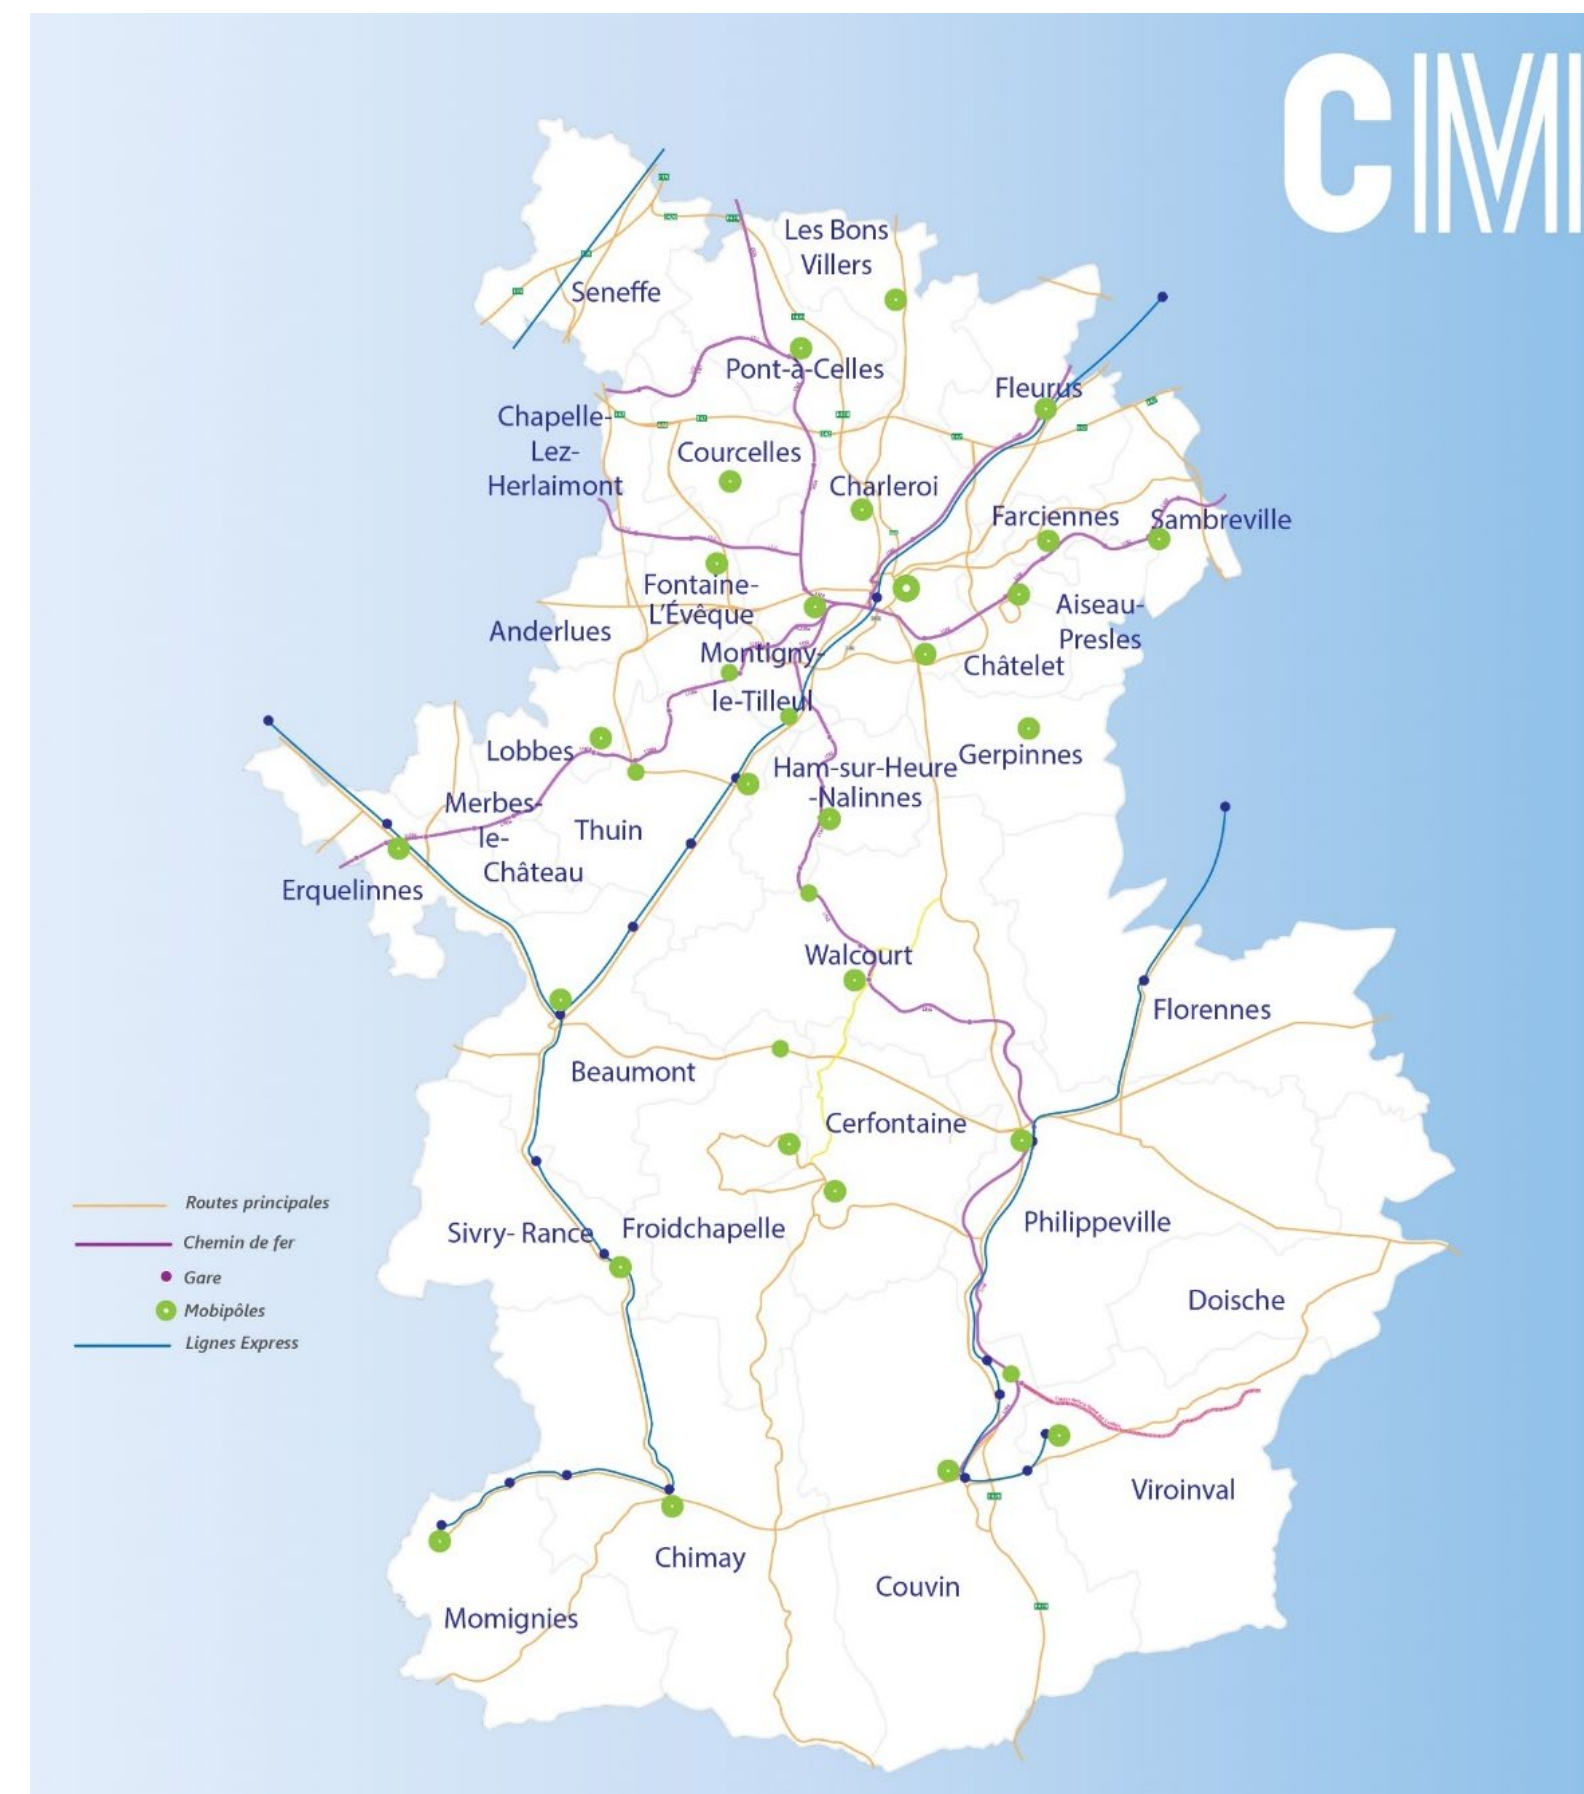 CM
Les Bons
Villers
Seneffe
Pont-à-Celles
Fleurus
Chapelle-
Lez-
Herlaimont
Courcelles
Charleroi
Farciennes
Sambreville
Fontaine-
L'Évêque
Aiseau-
Presles
Anderlues
Montigny-
le-Tilleul
Châtelet
Lobbes
Gerpinnes
Ham-sur-Heure
-Nalinnes
Merbes-
le-
Château
Thuin
Erquelinnes
Walcourt
Florennes
Beaumont
Cerfontaine
Sivry- Rance
Froidchapelle
Philippeville
Doische
Viroinval
Chimay
Couvin
Momignies
Routes principales
Chemin de fer
Gare
Mobipôles
Lignes Express